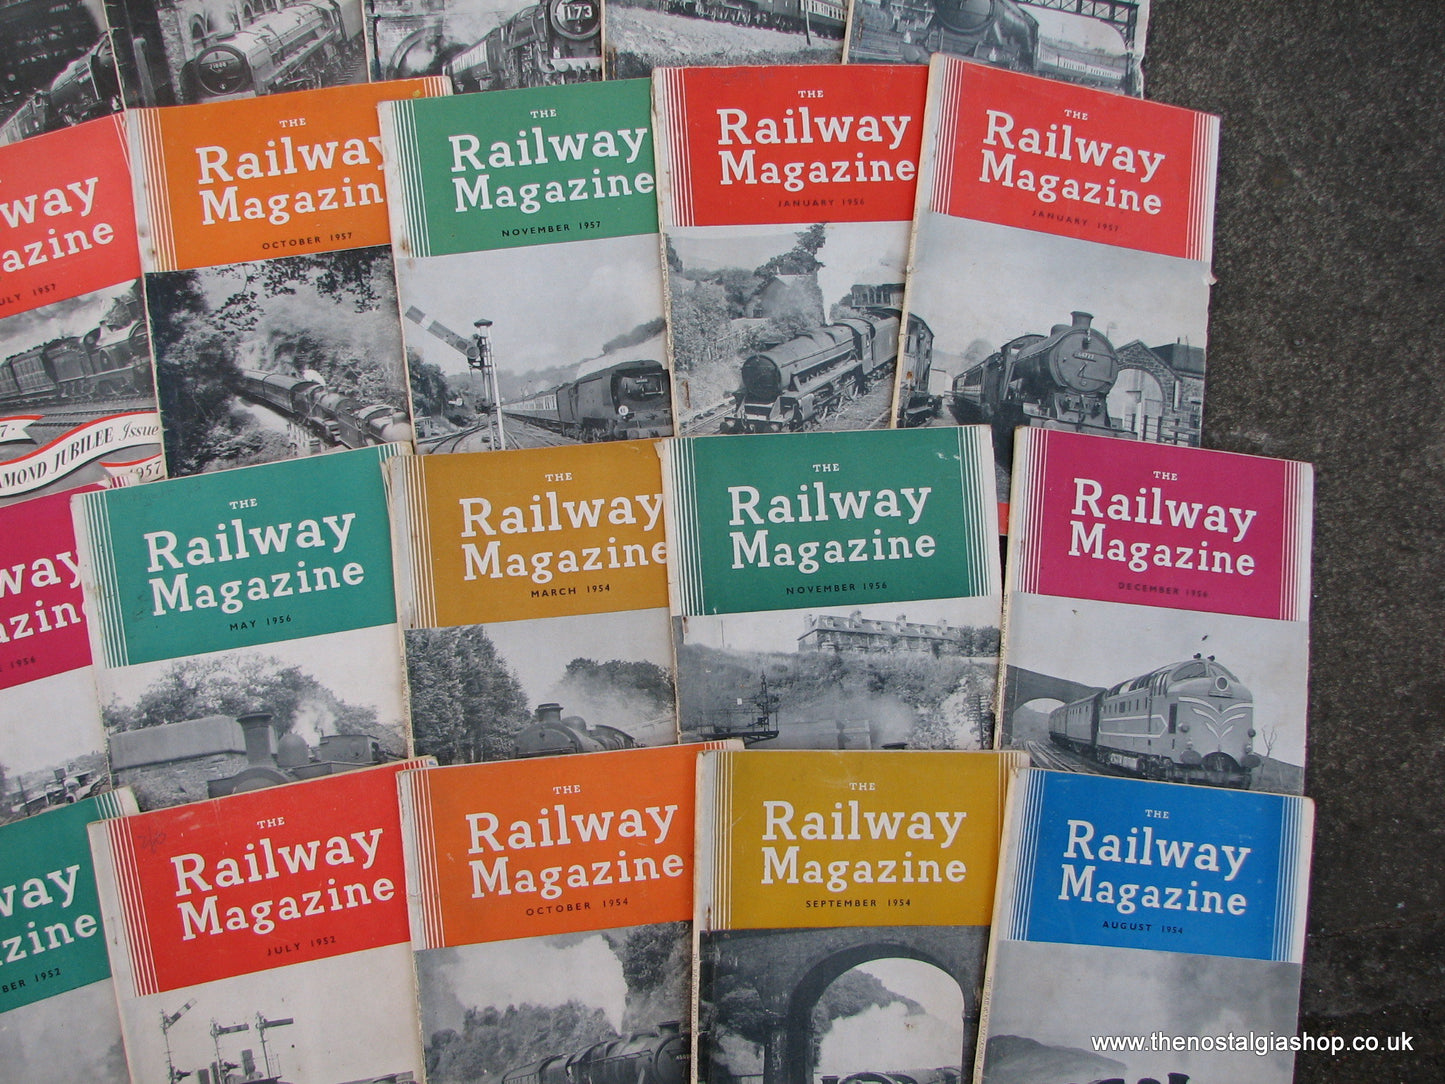 1173
way
azine
JULY 1957
DIAMOND JUBILEE Issue
1957
THE
Railway
Magazin
OCTOBER 1957
THE
Railway
Magazine
NOVEMBER 1957
THE
Railway
Magazine
JANUARY 1956
THE
Railway
Magazine
JANUARY 1957
way
azine
1956
THE
Railway
Magazine
MAY 1956
THE
Railway
Magazine
MARCH 1954
THE
Railway
Magazine
NOVEMBER 1956
THE
Railway
Magazine
DECEMBER 1956
way
zine
BER 1952
THE
Railway
Magazine
JULY 1952
THE
Railway
Magazine
OCTOBER 1954
THE
Railway
Magazine
SEPTEMBER 1954
THE
Railway
Magazine
AUGUST 1954
www.thenostalgiashop.co.uk